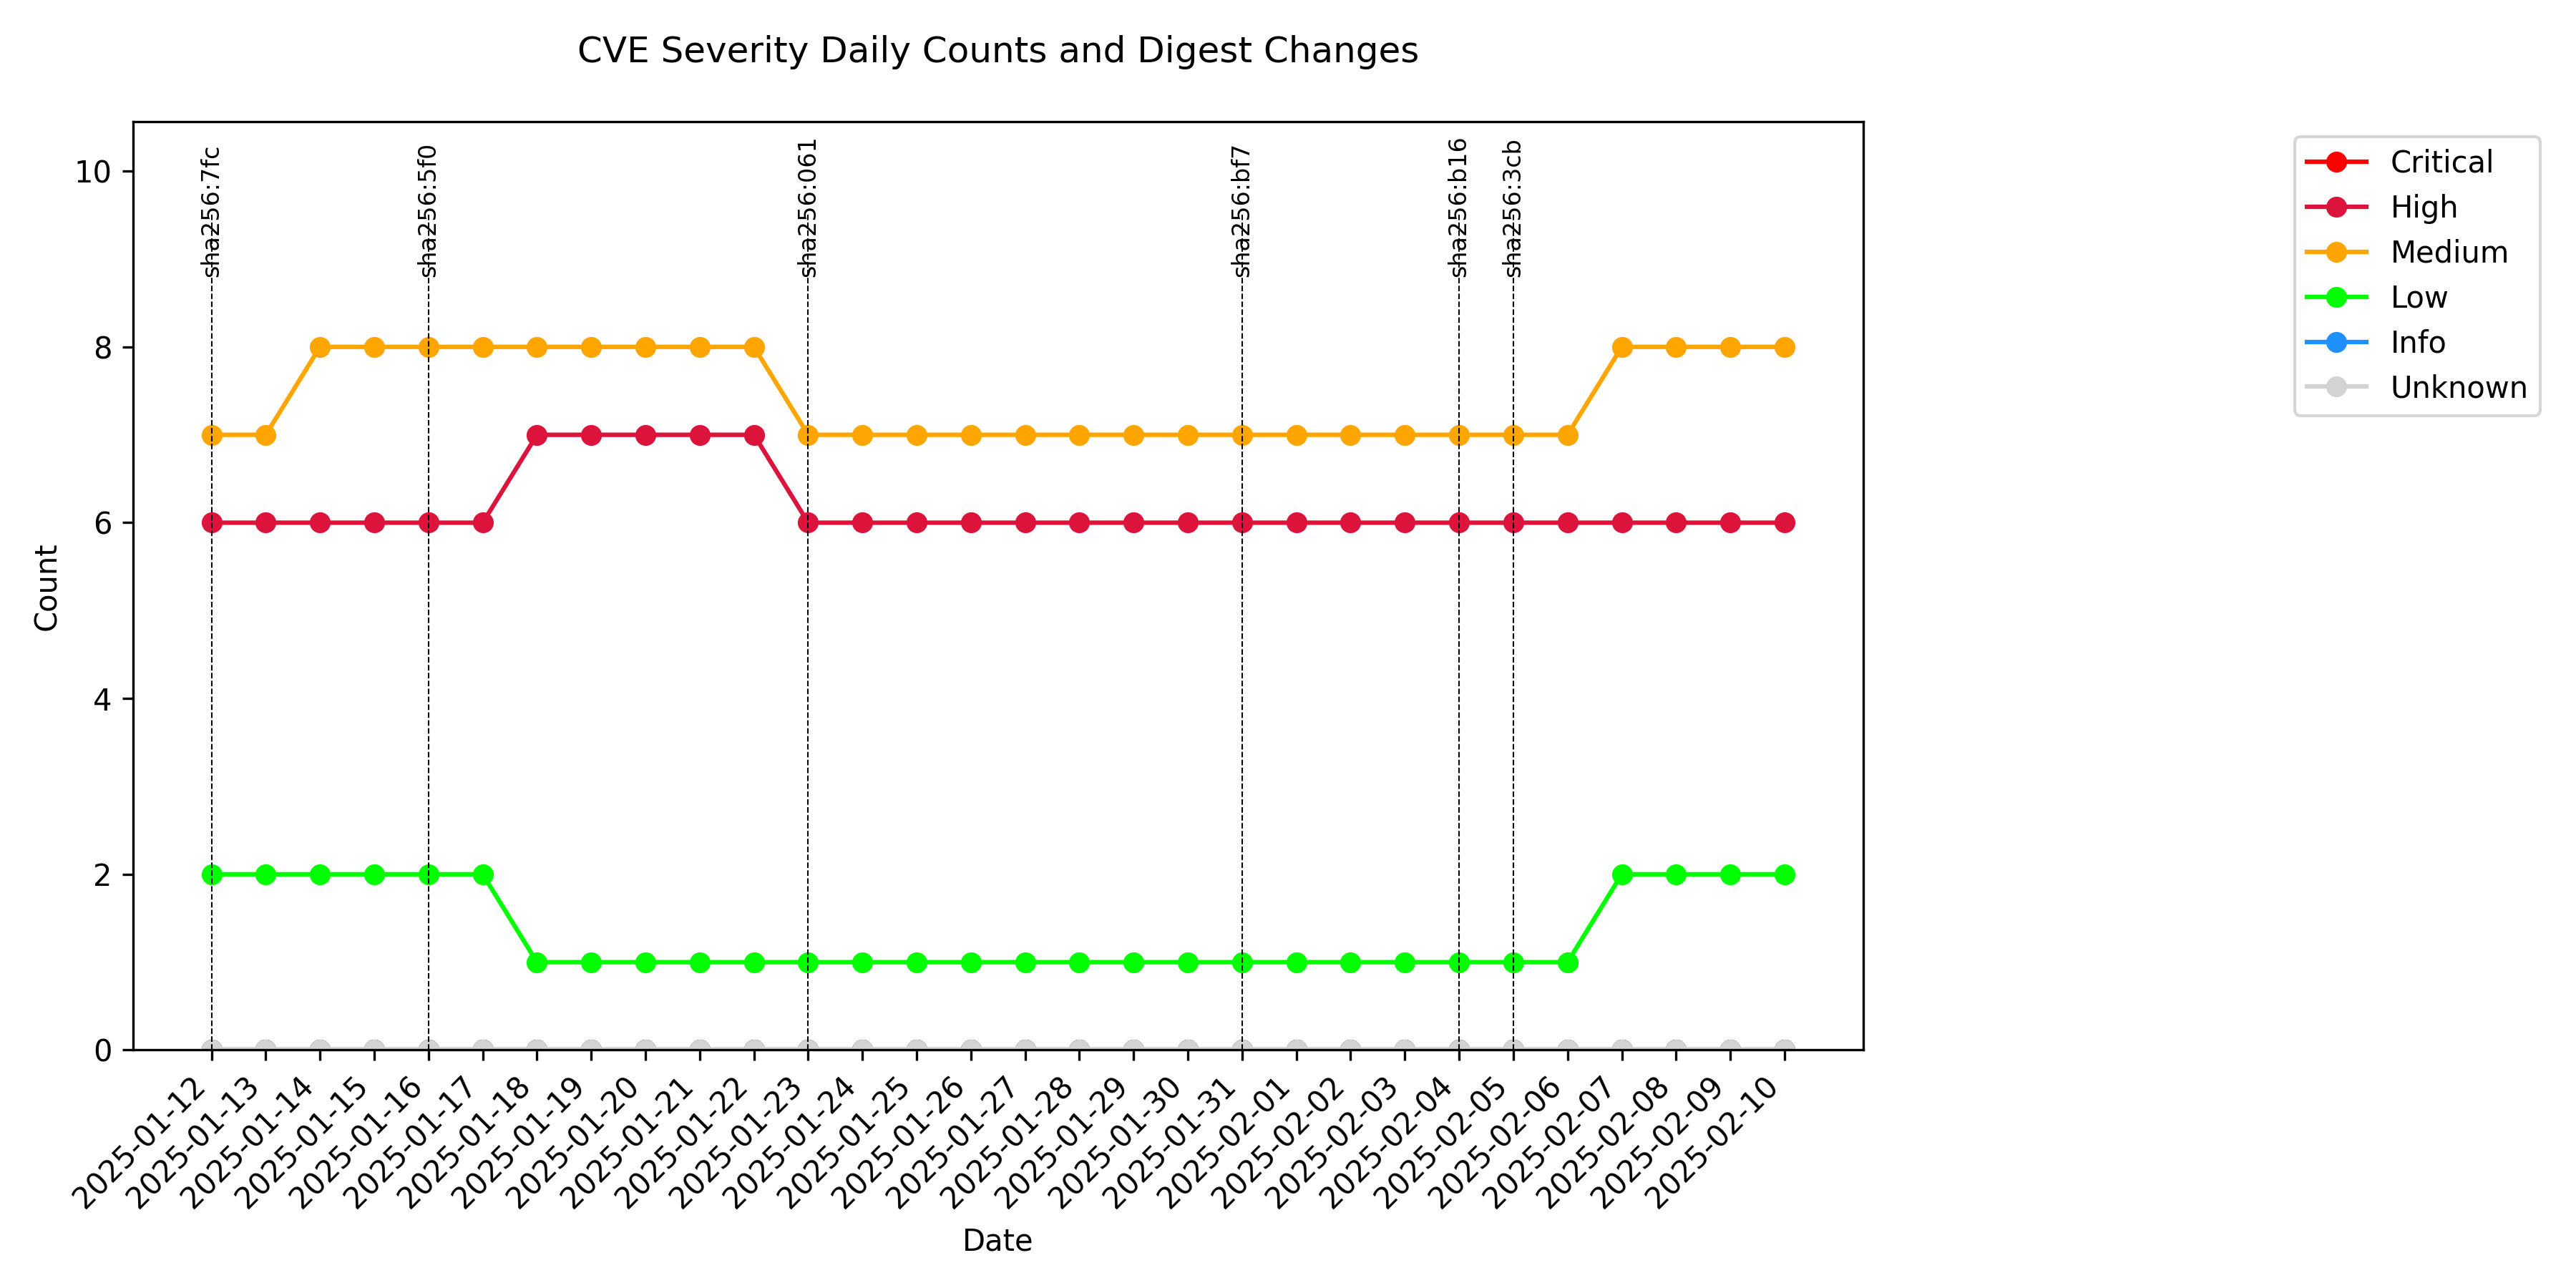 CVE Severity Daily Counts and Digest Changes
sha256:7fc
sha256:5f0
sha256:061
sha256:bf7
sha256:b16
sha256:3cb
Critical
High
Medium
Low
Info
Unknown
10
8
6
4
2
0
Count
2025-01-12
2025-01-13
2025-01-14
2025-01-15
2025-01-16
2025-01-17
2025-01-18
2025-01-19
2025-01-20
2025-01-21
2025-01-22
2025-01-23
2025-01-24
2025-01-25
2025-01-26
2025-01-27
2025-01-28
2025-01-29
2025-01-30
2025-01-31
2025-02-01
2025-02-02
2025-02-03
2025-02-04
2025-02-05
2025-02-06
2025-02-07
2025-02-08
2025-02-09
2025-02-10
Date